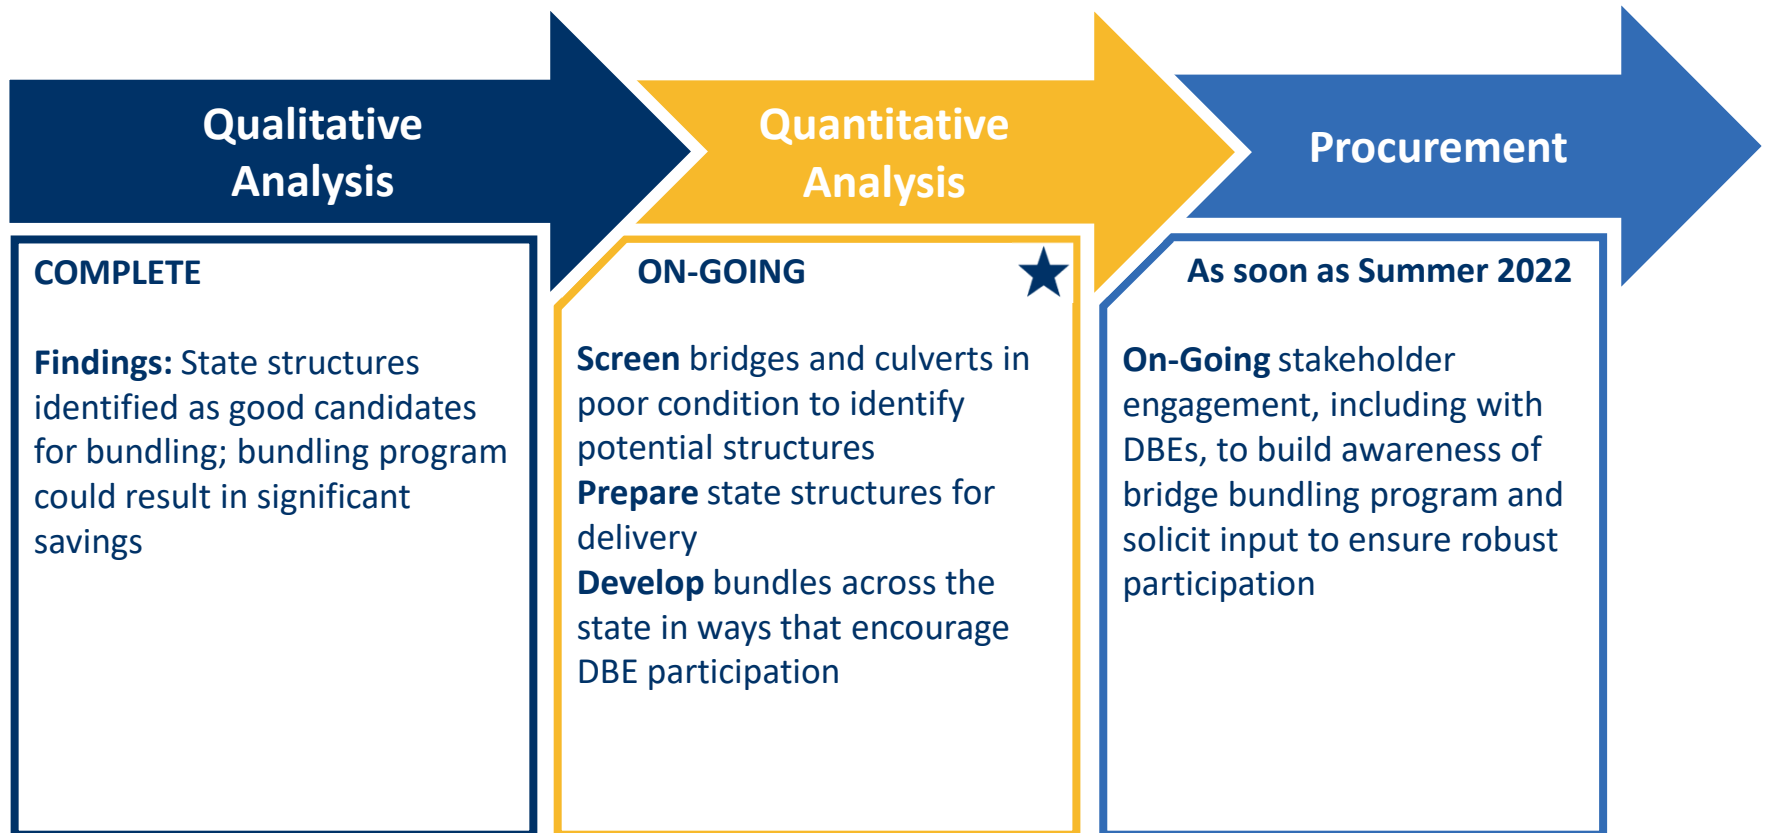 Qualitative
Analysis
COMPLETE
Findings: State structures
identified as good candidates
for bundling; bundling program
could result in significant
savings
Quantitative
Analysis
ON-GOING
Screen bridges and culverts in
poor condition to identify
potential structures
Prepare state structures for
delivery
Develop bundles across the
state in ways that encourage
DBE participation
Procurement
As soon as Summer 2022
On-Going stakeholder
engagement, including with
DBEs, to build awareness of
bridge bundling program and
solicit input to ensure robust
participation